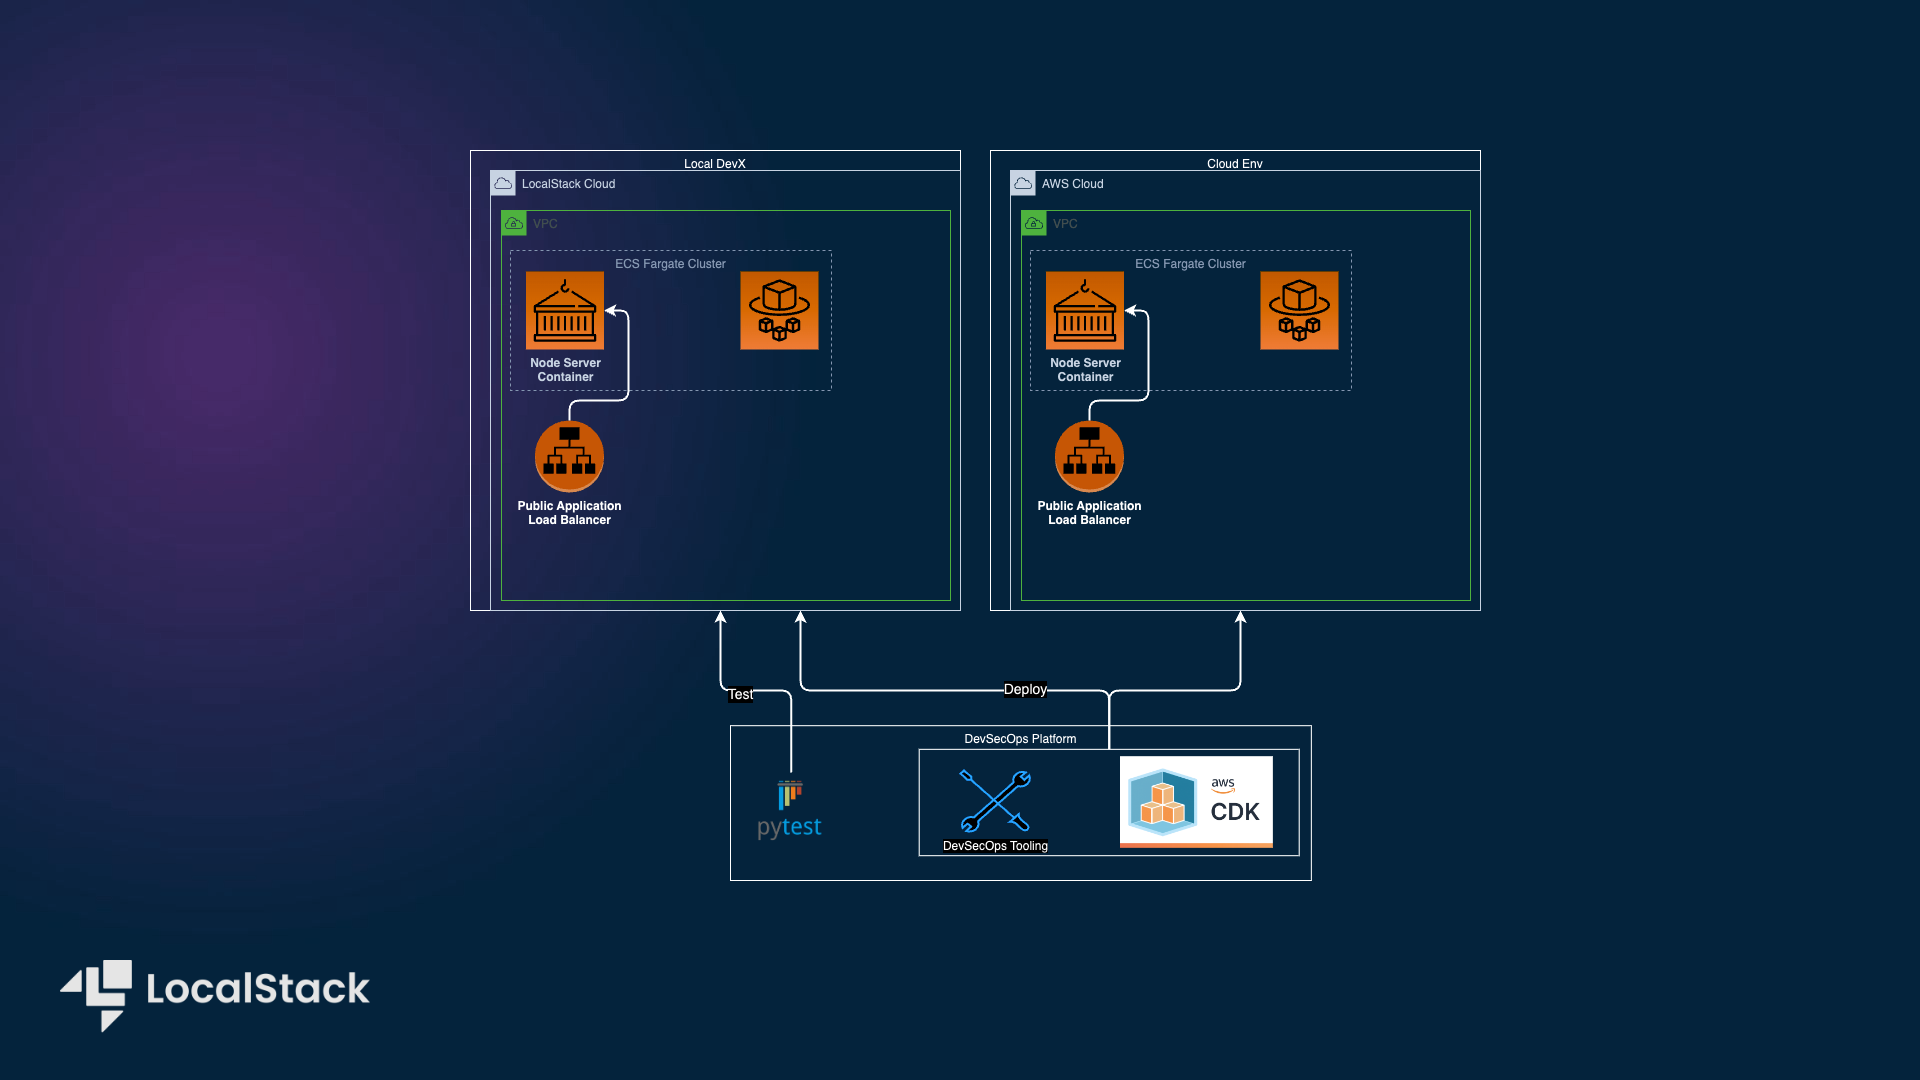 Local DevX
LocalStack Cloud
VPC
ECS Fargate Cluster
Node Server
Container
Public Application
Load Balancer
Cloud Env
AWS Cloud
VPC
ECS Fargate Cluster
Node Server
Container
Public Application
Load Balancer
Test
Deploy
DevSecOps Platform
pytest
DevSecOps Tooling
aws
CDK
LocalStack